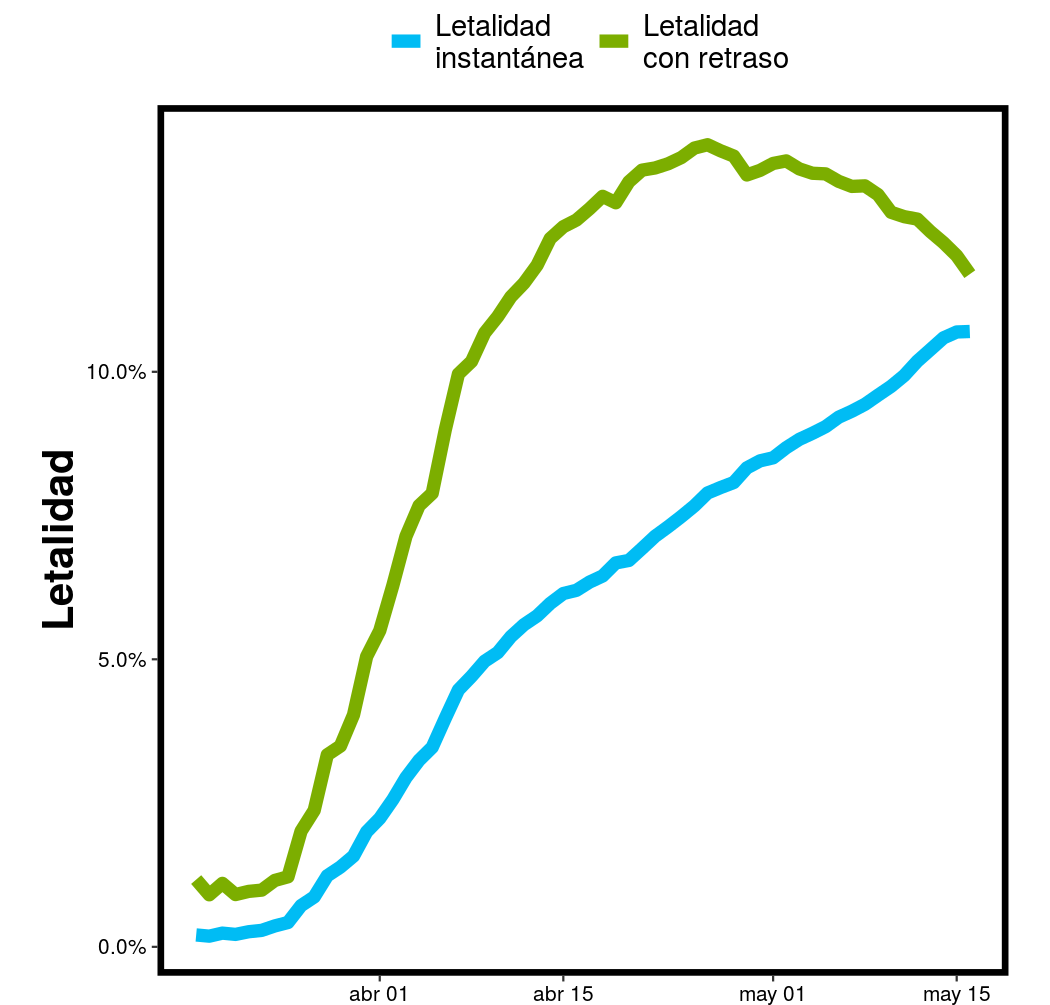 Letalidad
instantánea
Letalidad
con retraso
Letalidad
10.0%
5.0%
0.0%
abr 01
abr 15
may 01
may 15